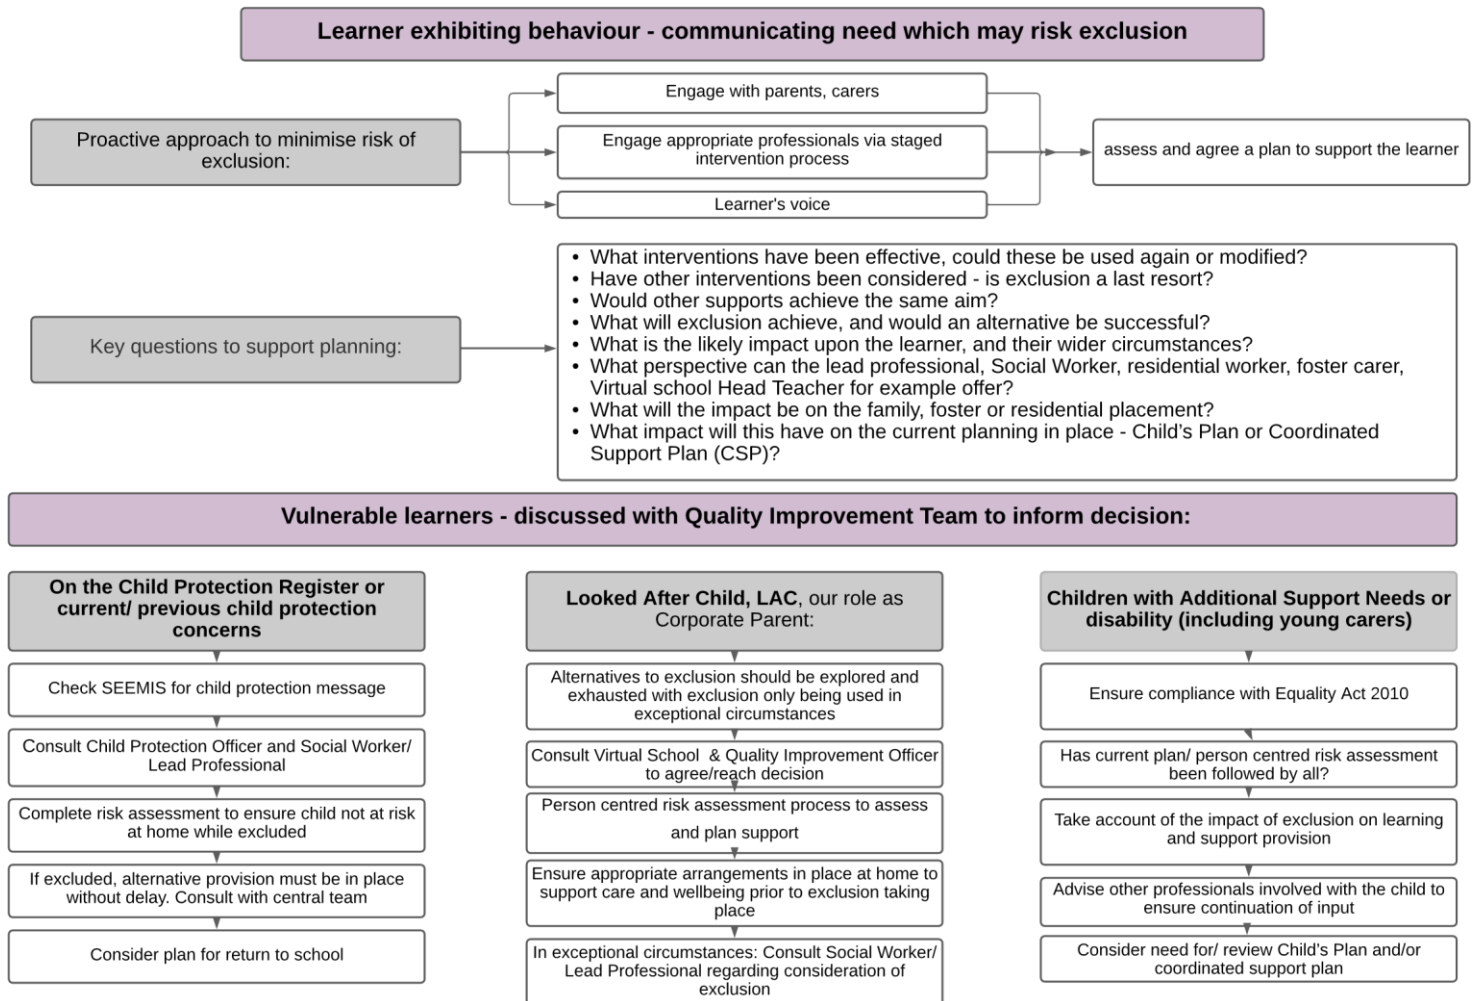 Learner exhibiting behaviour - communicating need which may risk exclusion
Proactive approach to minimise risk of
exclusion:
Engage with parents, carers
Engage appropriate professionals via staged
intervention process
Learner's voice
assess and agree a plan to support the learner
Key questions to support planning:
• What interventions have been effective, could these be used again or modified?
• Have other interventions been considered - is exclusion a last resort?
• Would other supports achieve the same aim?
• What will exclusion achieve, and would an alternative be successful?
• What is the likely impact upon the learner, and their wider circumstances?
• What perspective can the lead professional, Social Worker, residential worker, foster carer,
Virtual school Head Teacher for example offer?
• What will the impact be on the family, foster or residential placement?
• What impact will this have on the current planning in place - Child’s Plan or Coordinated
Support Plan (CSP)?
Vulnerable learners - discussed with Quality Improvement Team to inform decision:
On the Child Protection Register or
current/ previous child protection
concerns
Check SEEMIS for child protection message
Consult Child Protection Officer and Social Worker/
Lead Professional
Complete risk assessment to ensure child not at risk
at home while excluded
If excluded, alternative provision must be in place
without delay. Consult with central team
Consider plan for return to school
Looked After Child, LAC, our role as
Corporate Parent:
Alternatives to exclusion should be explored and
exhausted with exclusion only being used in
exceptional circumstances
Consult Virtual School & Quality Improvement Officer
to agree/reach decision
Person centred risk assessment process to assess
and plan support
Ensure appropriate arrangements in place at home to
support care and wellbeing prior to exclusion taking
place
In exceptional circumstances: Consult Social Worker/
Lead Professional regarding consideration of
exclusion
Children with Additional Support Needs or
disability (including young carers)
Ensure compliance with Equality Act 2010
Has current plan/ person centred risk assessment
been followed by all?
Take account of the impact of exclusion on learning
and support provision
Advise other professionals involved with the child to
ensure continuation of input
Consider need for/ review Child’s Plan and/or
coordinated support plan